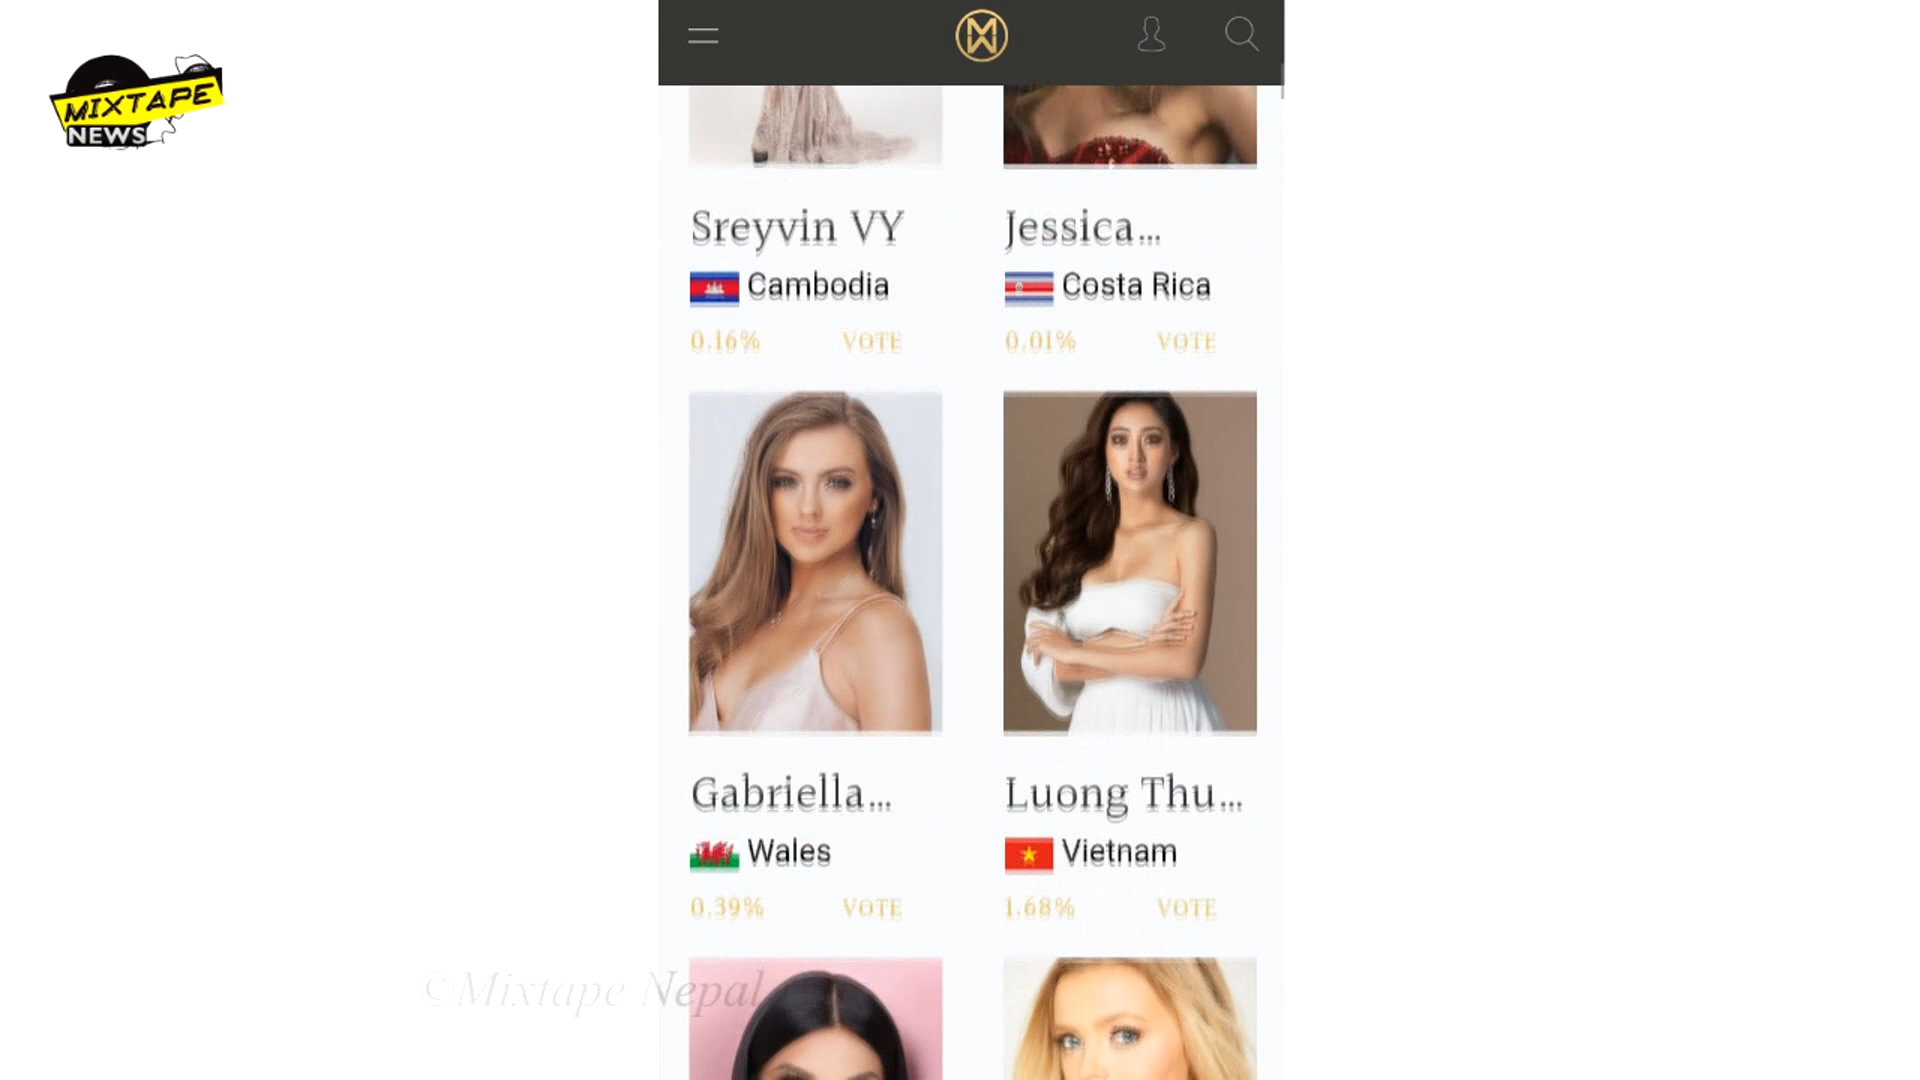 MIXTAPE
NEWS
Sreyvin VY
Cambodia
0.16% VOTE
Jessica...
Costa Rica
0.01% VOTE
Gabriella...
Wales
0.39% VOTE
Luong Thu...
Vietnam
1.68% VOTE
©Mixtape Nepal